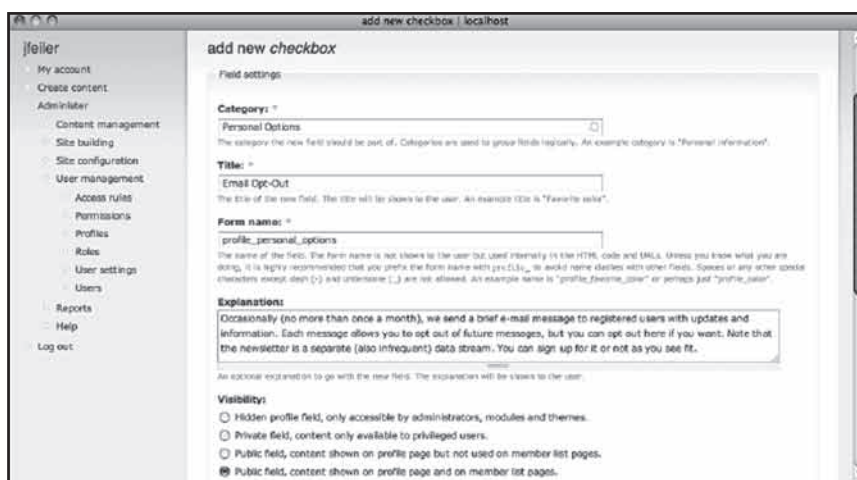 add new checkbox | localhost
jfeiler
My account
Create content
Administer
Content management
Site building
Site configuration
User management
Access rules
Permissions
Profiles
Roles
User settings
Users
Reports
Help
Log out
add new checkbox
Field settings
Category: *
Personal Options
The category the new field should be part of. Categories are used to group fields logically. An example category is "Personal information".
Title: *
Email Opt-Out
The title of the new field. The title will be shown to the user. An example title is "Favorite color".
Form name: *
profile_personal_options
The name of the field. The form name is not shown to the user but used internally in the HTML code and URLs. Unless you know what you are
doing, it is highly recommended that you prefix the form name with profile_ to avoid name clashes with other fields. Spaces or any other special
characters except dash (-) and underscore (_) are not allowed. An example name is "profile_favorite_color" or perhaps just "profile_color".
Explanation:
Occasionally (no more than once a month), we send a brief e-mail message to registered users with updates and
information. Each message allows you to opt out of future messages, but you can opt out here if you want. Note that
the newsletter is a separate (also infrequent) data stream. You can sign up for it or not as you see fit.
An optional explanation to go with the new field. The explanation will be shown to the user.
Visibility:
Hidden profile field, only accessible by administrators, modules and themes.
Private field, content only available to privileged users.
Public field, content shown on profile page but not used on member list pages.
Public field, content shown on profile page and on member list pages.